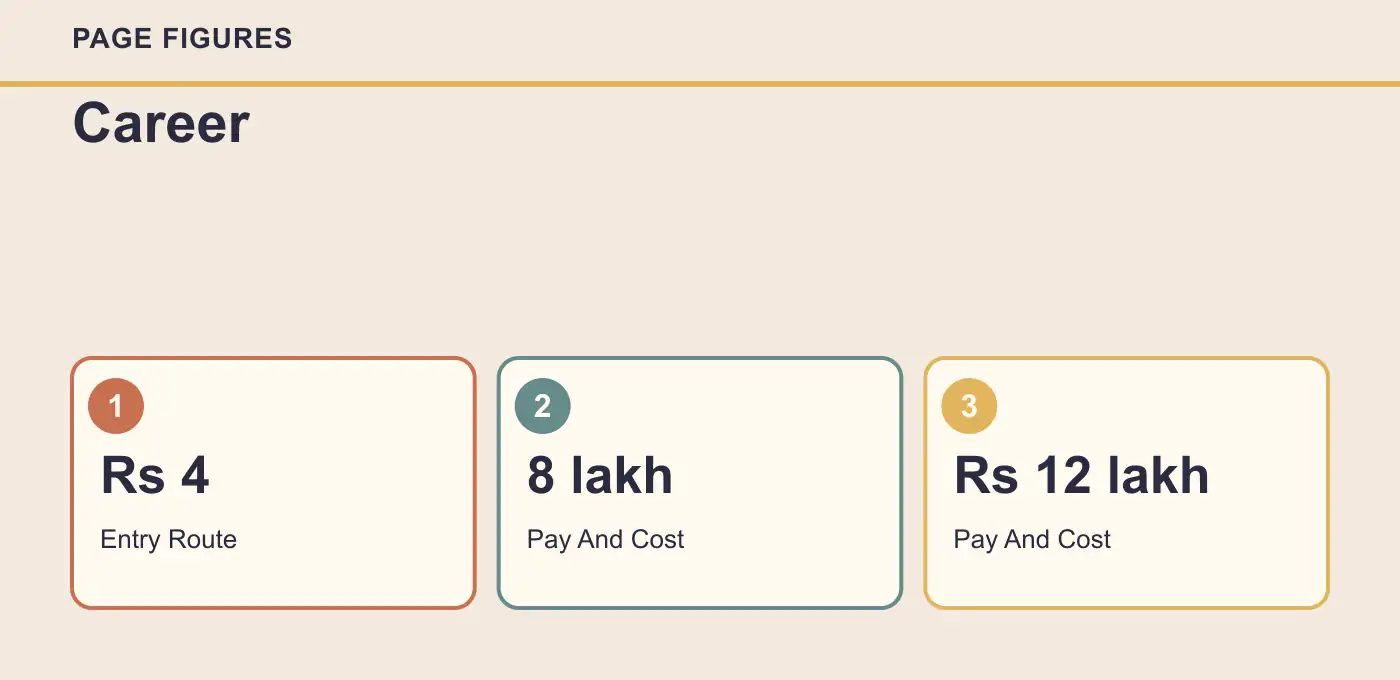 PAGE FIGURES
Career
1
Rs 4
Entry Route
2
8 lakh
Pay And Cost
3
Rs 12 lakh
Pay And Cost